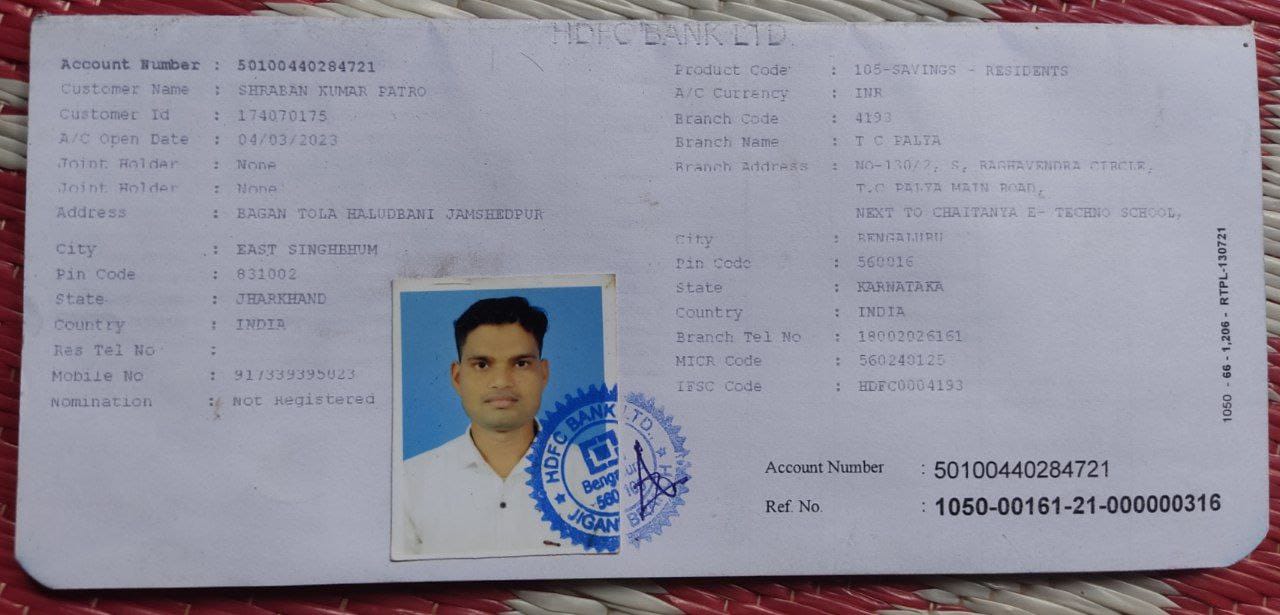 HDFC BANK LTD.
Account Number : 50100440284721
Customer Name : SHRABAN KUMAR PATRO
Customer Id : 174070175
A/C Open Date : 04/03/2023
Joint Holder : None
Joint Holder : None
Address : BAGAN TOLA HALUDBANI JAMSHEDPUR
City : EAST SINGHBHUM
Pin Code : 831002
State : JHARKHAND
Country : INDIA
Res Tel No :
Mobile No : 917339395023
Nomination : Not Registered
Product Code : 105-SAVINGS - RESIDENTS
A/C Currency : INR
Branch Code : 4193
Branch Name : T C PALYA
Branch Address : NO-130/2, S, RAGHAVENDRA CIRCLE,
T.C PALYA MAIN ROAD,
NEXT TO CHAITANYA E- TECHNO SCHOOL,
City : BENGALURU
Pin Code : 560016
State : KARNATAKA
Country : INDIA
Branch Tel No : 18002026161
MICR Code : 560240125
IFSC Code : HDFC0004193
Account Number : 50100440284721
Ref. No. : 1050-00161-21-000000316
1050 - 66 - 1,206 - RTPL-130721
HDFC BANK LTD.,